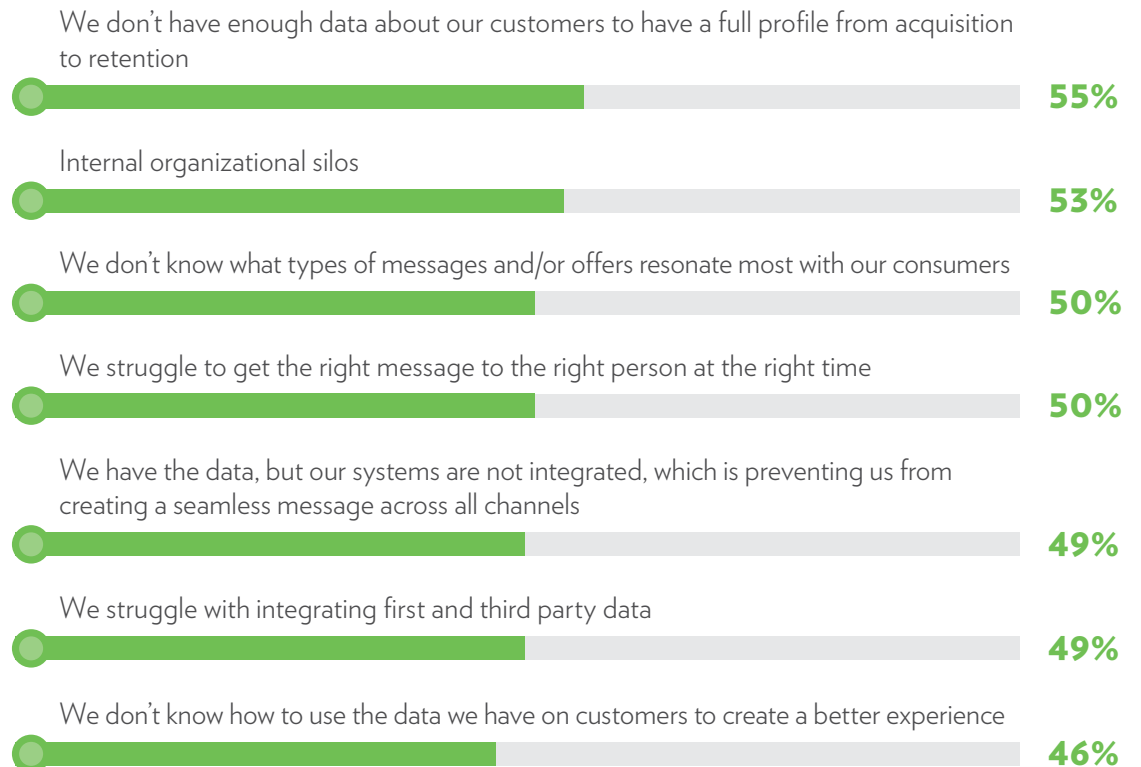 We don’t have enough data about our customers to have a full profile from acquisition
to retention
55%
Internal organizational silos
53%
We don’t know what types of messages and/or offers resonate most with our consumers
50%
We struggle to get the right message to the right person at the right time
50%
We have the data, but our systems are not integrated, which is preventing us from
creating a seamless message across all channels
49%
We struggle with integrating first and third party data
49%
We don’t know how to use the data we have on customers to create a better experience
46%